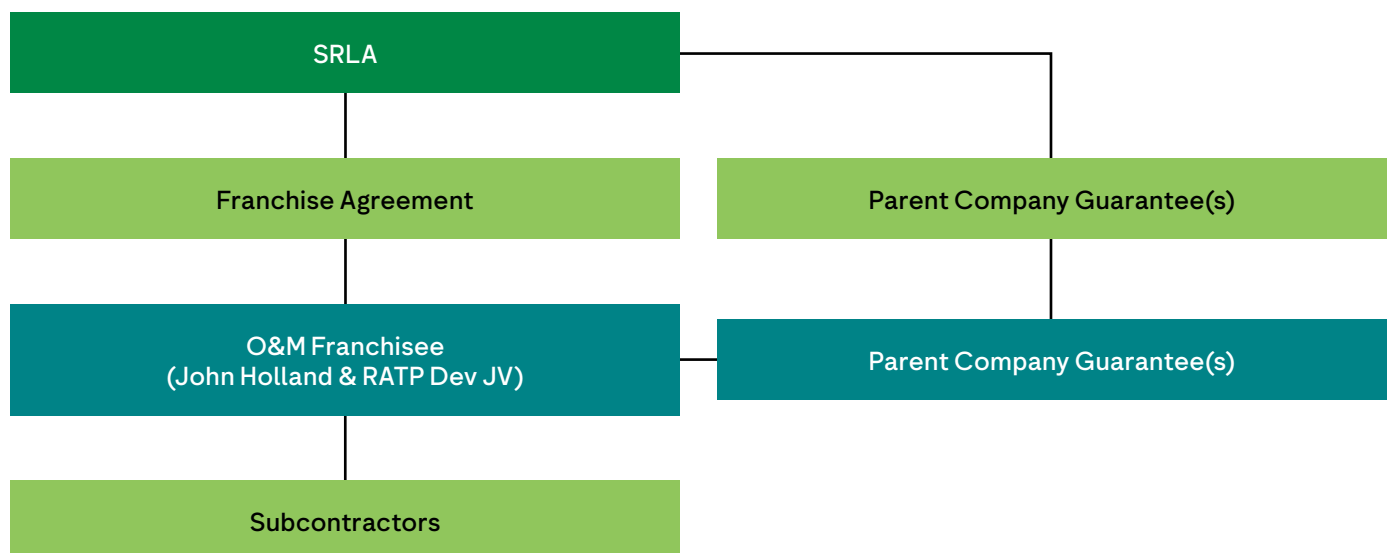 SRLA
Franchise Agreement
Parent Company Guarantee(s)
O&M Franchisee
(John Holland & RATP Dev JV)
Parent Company Guarantee(s)
Subcontractors